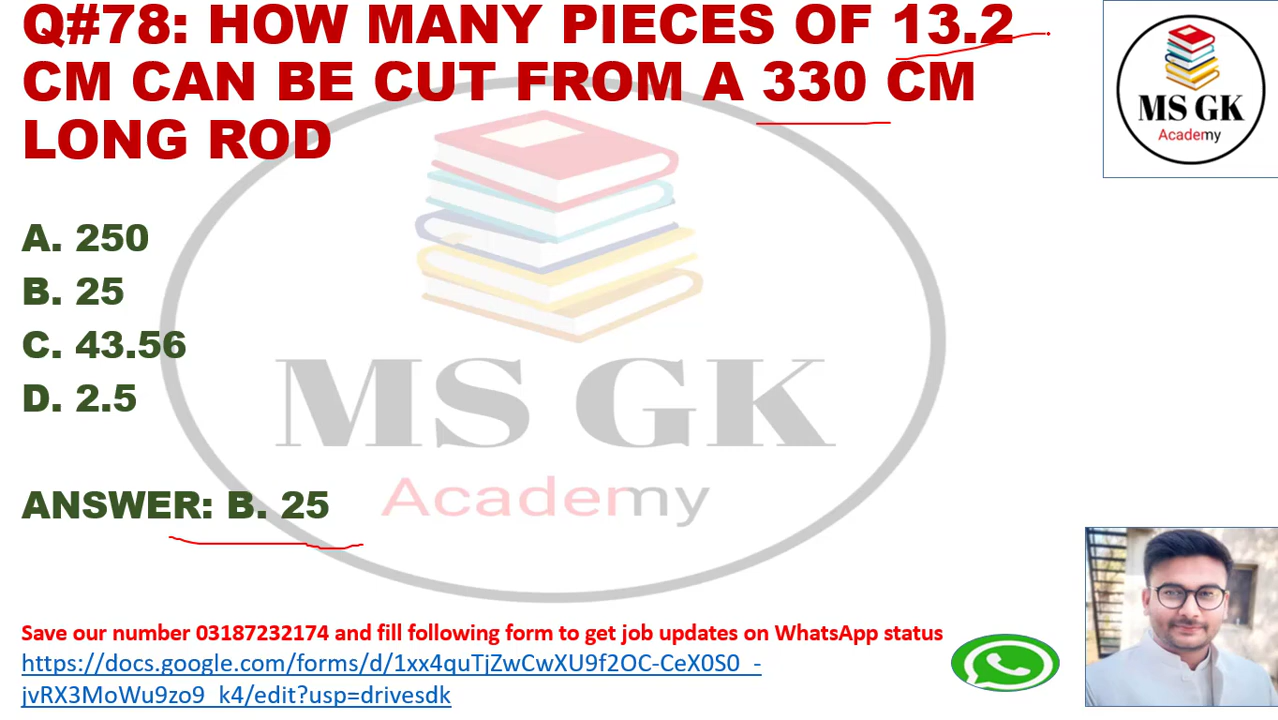 Q#78: HOW MANY PIECES OF 13.2
CM CAN BE CUT FROM A 330 CM
LONG ROD
MS GK
Academy
A. 250
B. 25
C. 43.56
D. 2.5
MS GK
Academy
ANSWER: B. 25
Save our number 03187232174 and fill following form to get job updates on WhatsApp status
https://docs.google.com/forms/d/1xx4quTjZwCwXU9f2OC-CeX0S0_-
jvRX3MoWu9zo9_k4/edit?usp=drivesdk